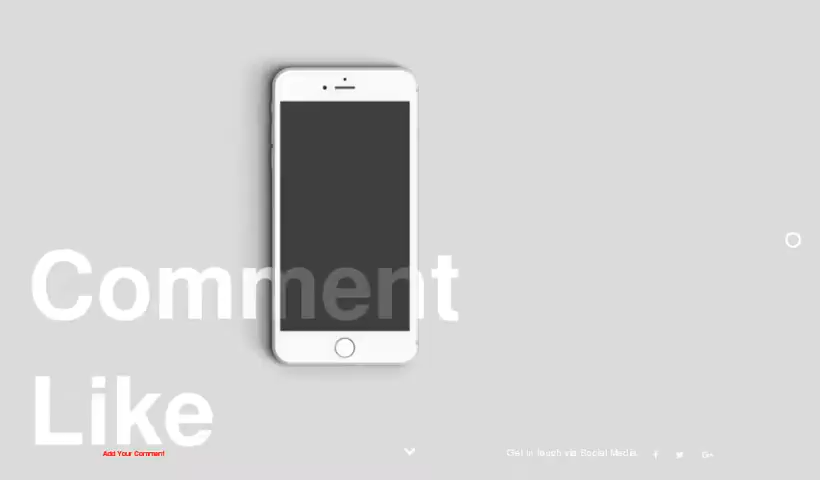 Comment
Like
Add Your Comment
Get in touch via Social Media
G+